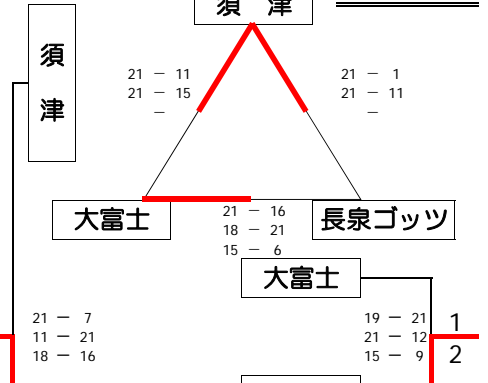 須 津
須
津
21 － 11
21 － 15
－
21 － 1
21 － 11
－
大富士
21 － 16
18 － 21
15 － 6
長泉ゴッツ
大富士
21 － 7
11 － 21
18 － 16
19 － 21
21 － 12
15 － 9
1
2